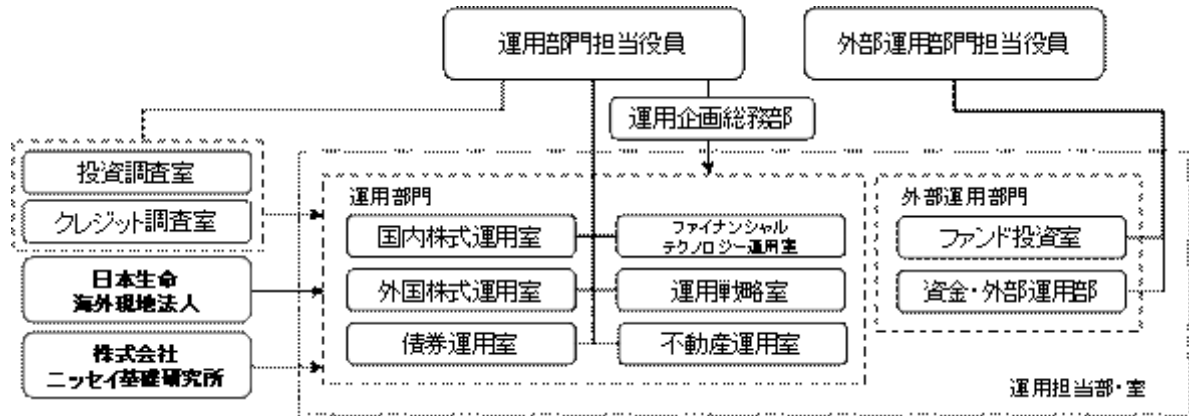 運用部門担当役員
外部運用部門担当役員
運用企画総務部
投資調査室
クレジット調査室
日本生命
海外現地法人
株式会社
ニッセイ基礎研究所
運用部門
国内株式運用室
ファイナンシャル
テクノロジー運用室
外国株式運用室
運用戦略室
債券運用室
不動産運用室
外部運用部門
ファンド投資室
資金・外部運用部
運用担当部・室